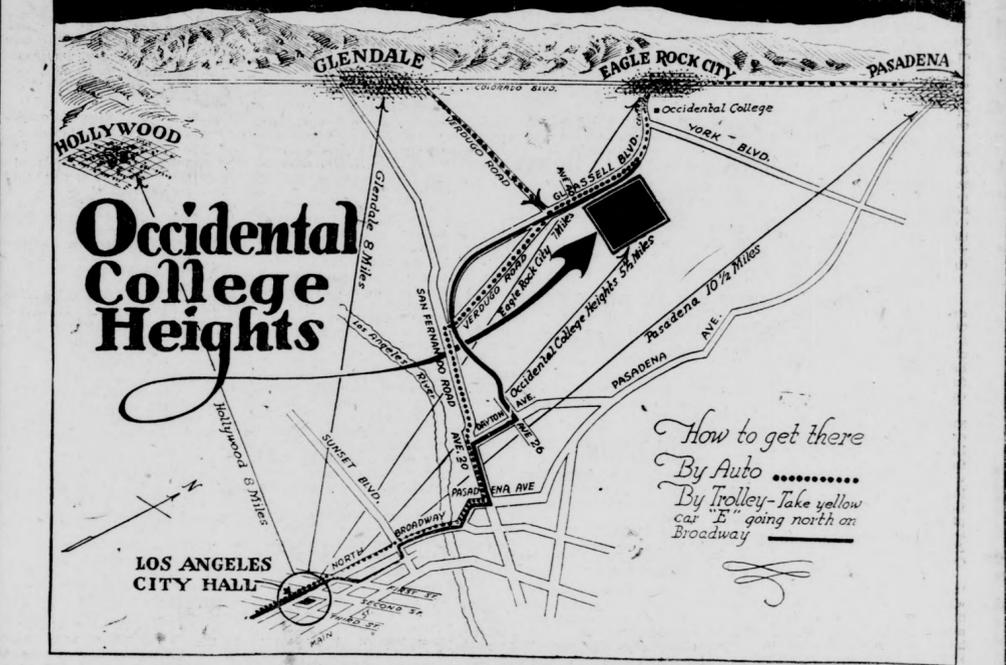 GLENDALE
EAGLE ROCK CITY
PASADENA
COLORADO BLVD.
Occidental College
HOLLYWOOD
VERDUGO ROAD
YORK BLVD.
AVE.
GLASSELL BLVD.
Occidental
College
Heights
Glendale 8 Miles
VERDUGO ROAD
Eagle Rock City 7 Miles
Occidental College Heights 5½ Miles
Pasadena 10½ Miles
SAN FERNANDO ROAD
Los Angeles
River
PASADENA AVE.
DAYTON AVE.
AVE 26
AVE. 20
Hollywood 8 Miles
SUNSET BLVD.
PASADENA AVE
NORTH BROADWAY
N
How to get there
By Auto
By Trolley-Take yellow
car "E" going north on
Broadway
LOS ANGELES
CITY HALL
FIRST ST.
SECOND ST.
THIRD ST.
MAIN